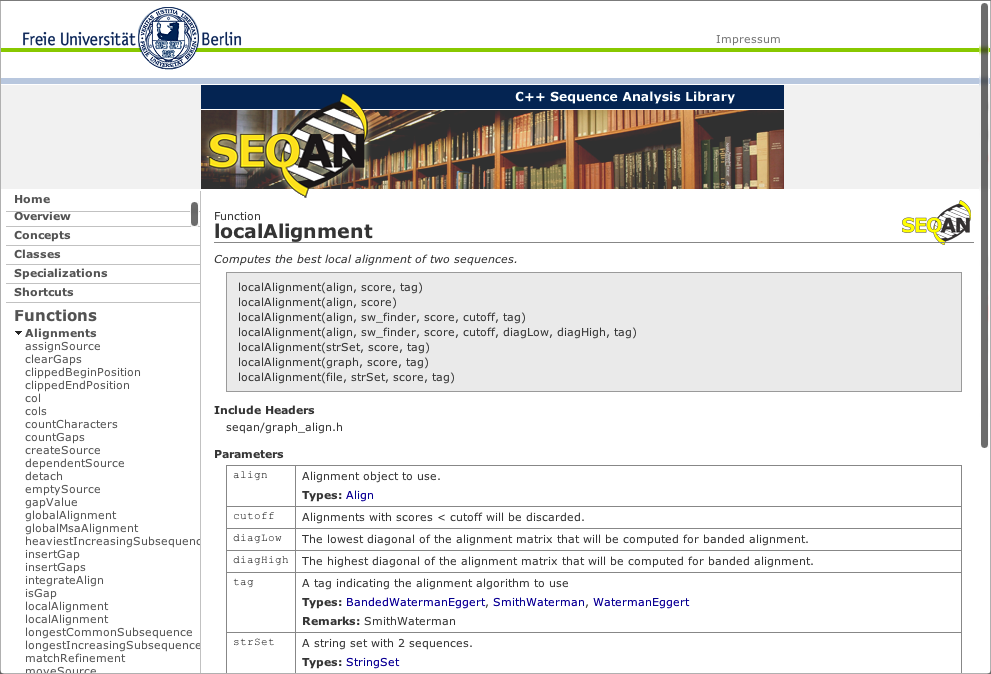 Freie Universität Berlin
Impressum
C++ Sequence Analysis Library
SEQAN
Home
Overview
Concepts
Classes
Specializations
Shortcuts
Functions
Alignments
assignSource
clearGaps
clippedBeginPosition
clippedEndPosition
col
cols
countCharacters
countGaps
createSource
dependentSource
detach
emptySource
gapValue
globalAlignment
globalMsaAlignment
heaviestIncreasingSubsequenc
insertGap
insertGaps
integrateAlign
isGap
localAlignment
localAlignment
longestCommonSubsequence
longestIncreasingSubsequence
matchRefinement
moveSource
Function
localAlignment
SEQAN
Computes the best local alignment of two sequences.
localAlignment(align, score, tag)
localAlignment(align, score)
localAlignment(align, sw_finder, score, cutoff, tag)
localAlignment(align, sw_finder, score, cutoff, diagLow, diagHigh, tag)
localAlignment(strSet, score, tag)
localAlignment(graph, score, tag)
localAlignment(file, strSet, score, tag)
Include Headers
seqan/graph_align.h
Parameters
align Alignment object to use.
Types: Align
cutoff Alignments with scores < cutoff will be discarded.
diagLow The lowest diagonal of the alignment matrix that will be computed for banded alignment.
diagHigh The highest diagonal of the alignment matrix that will be computed for banded alignment.
tag A tag indicating the alignment algorithm to use
Types: BandedWatermanEggert, SmithWaterman, WatermanEggert
Remarks: SmithWaterman
strSet A string set with 2 sequences.
Types: StringSet